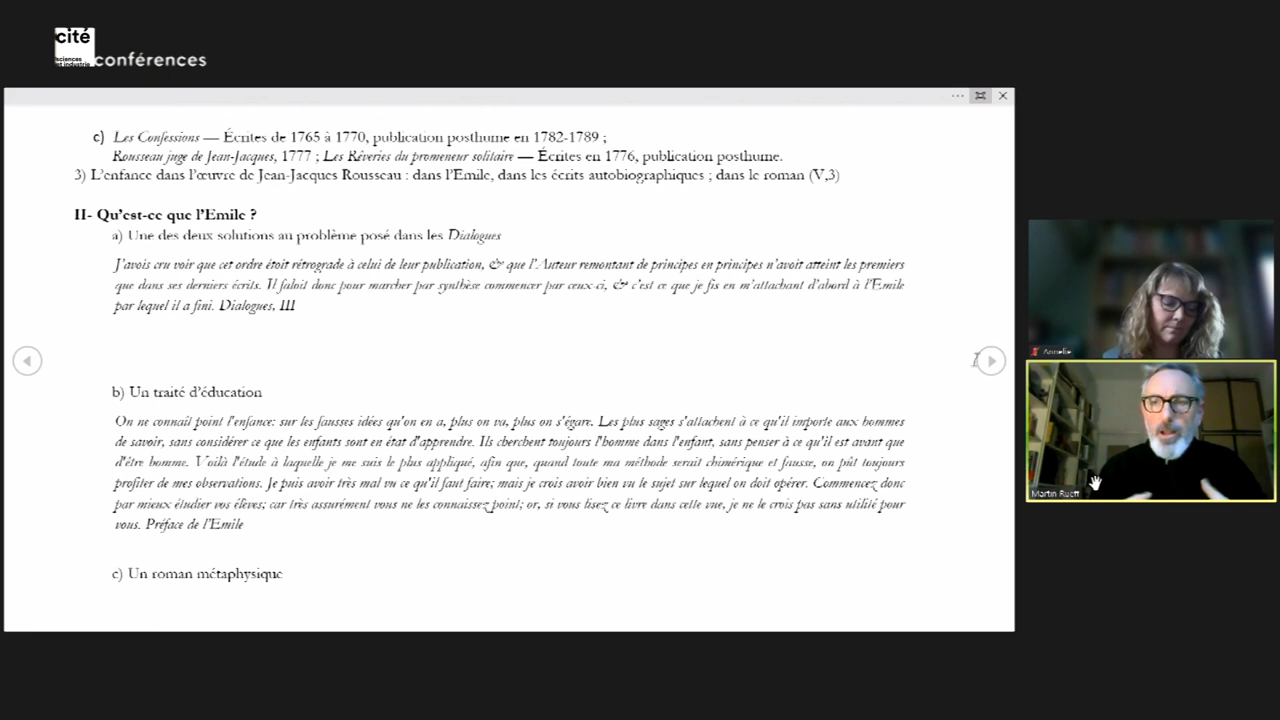 cité
sciences
et industrie
conférences
c) Les Confessions — Écrites de 1765 à 1770, publication posthume en 1782-1789 ;
Rousseau juge de Jean-Jacques, 1777 ; Les Rêveries du promeneur solitaire — Écrites en 1776, publication posthume.
3) L'enfance dans l'œuvre de Jean-Jacques Rousseau : dans l'Emile, dans les écrits autobiographiques ; dans le roman (V,3)
II- Qu'est-ce que l'Emile ?
a) Une des deux solutions au problème posé dans les Dialogues
J'avois cru voir que cet ordre étoit rétrograde à celui de leur publication, & que l'Auteur remontant de principes en principes n'avoit atteint les premiers
que dans ses derniers écrits. Il faloit donc pour marcher par synthèse commencer par ceux-ci, & c'est ce que je fis en m'attachant d'abord à l'Emile
par lequel il a fini. Dialogues, III
b) Un traité d'éducation
On ne connaît point l'enfance: sur les fausses idées qu'on en a, plus on va, plus on s'égare. Les plus sages s'attachent à ce qu'il importe aux hommes
de savoir, sans considérer ce que les enfants sont en état d'apprendre. Ils cherchent toujours l'homme dans l'enfant, sans penser à ce qu'il est avant que
d'être homme. Voilà l'étude à laquelle je me suis le plus appliqué, afin que, quand toute ma méthode serait chimérique et fausse, on pût toujours
profiter de mes observations. Je puis avoir très mal vu ce qu'il faut faire; mais je crois avoir bien vu le sujet sur lequel on doit opérer. Commencez donc
par mieux étudier vos élèves; car très assurément vous ne les connaissez point; or, si vous lisez ce livre dans cette vue, je ne le crois pas sans utilité pour
vous. Préface de l'Emile
c) Un roman métaphysique
Annelie
Martin Rueff